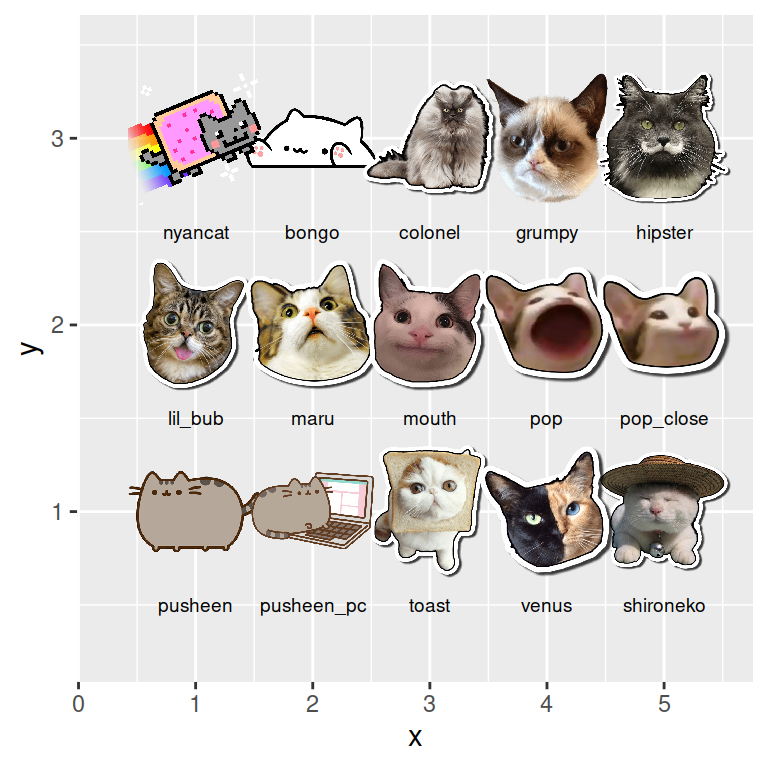 3
nyancat bongo colonel grumpy hipster
2
lil_bub maru mouth pop pop_close
1
pusheen pusheen_pc toast venus shironeko
0 1 2 3 4 5
x
y